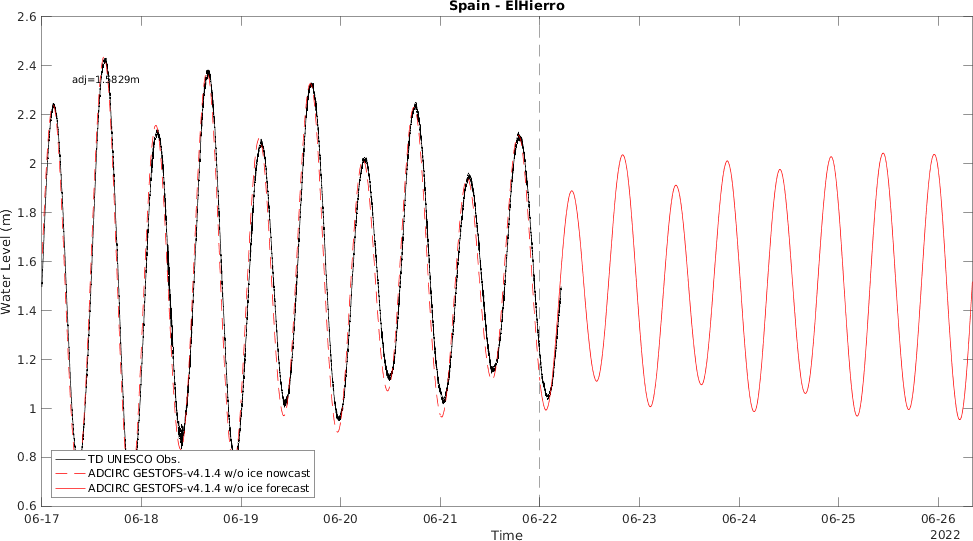 Spain - ElHierro
2.6
2.4
adj=1.5829m
2.2
2
1.8
1.6
1.4
1.2
1
0.8
0.6
Water Level (m)
TD UNESCO Obs.
ADCIRC GESTOFS-v4.1.4 w/o ice nowcast
ADCIRC GESTOFS-v4.1.4 w/o ice forecast
06-17 06-18 06-19 06-20 06-21 06-22 06-23 06-24 06-25 06-26
Time
2022